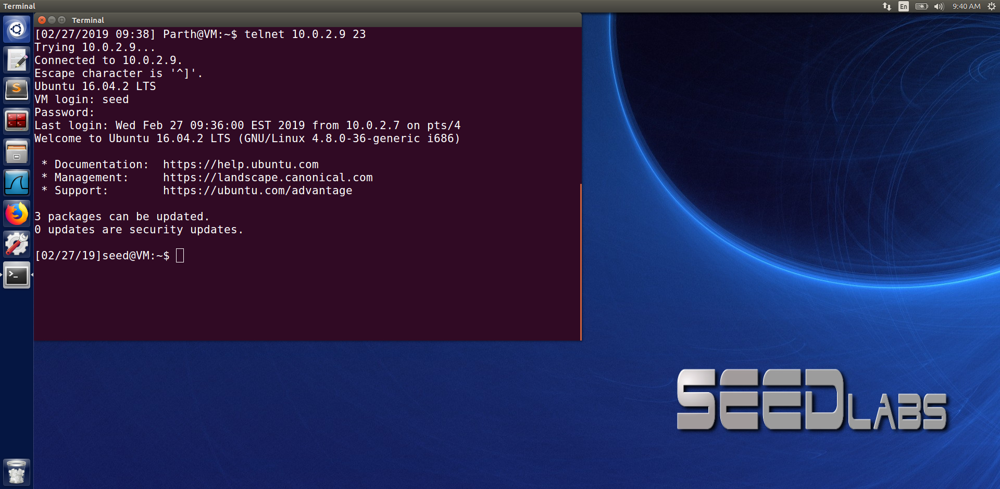 Terminal
En
9:40 AM
Terminal
[02/27/2019 09:38] Parth@VM:~$ telnet 10.0.2.9 23
Trying 10.0.2.9...
Connected to 10.0.2.9.
Escape character is '^]'.
Ubuntu 16.04.2 LTS
VM login: seed
Password:
Last login: Wed Feb 27 09:36:00 EST 2019 from 10.0.2.7 on pts/4
Welcome to Ubuntu 16.04.2 LTS (GNU/Linux 4.8.0-36-generic i686)
* Documentation:  https://help.ubuntu.com
* Management:     https://landscape.canonical.com
* Support:        https://ubuntu.com/advantage
3 packages can be updated.
0 updates are security updates.
[02/27/19]seed@VM:~$
SEEDLABS